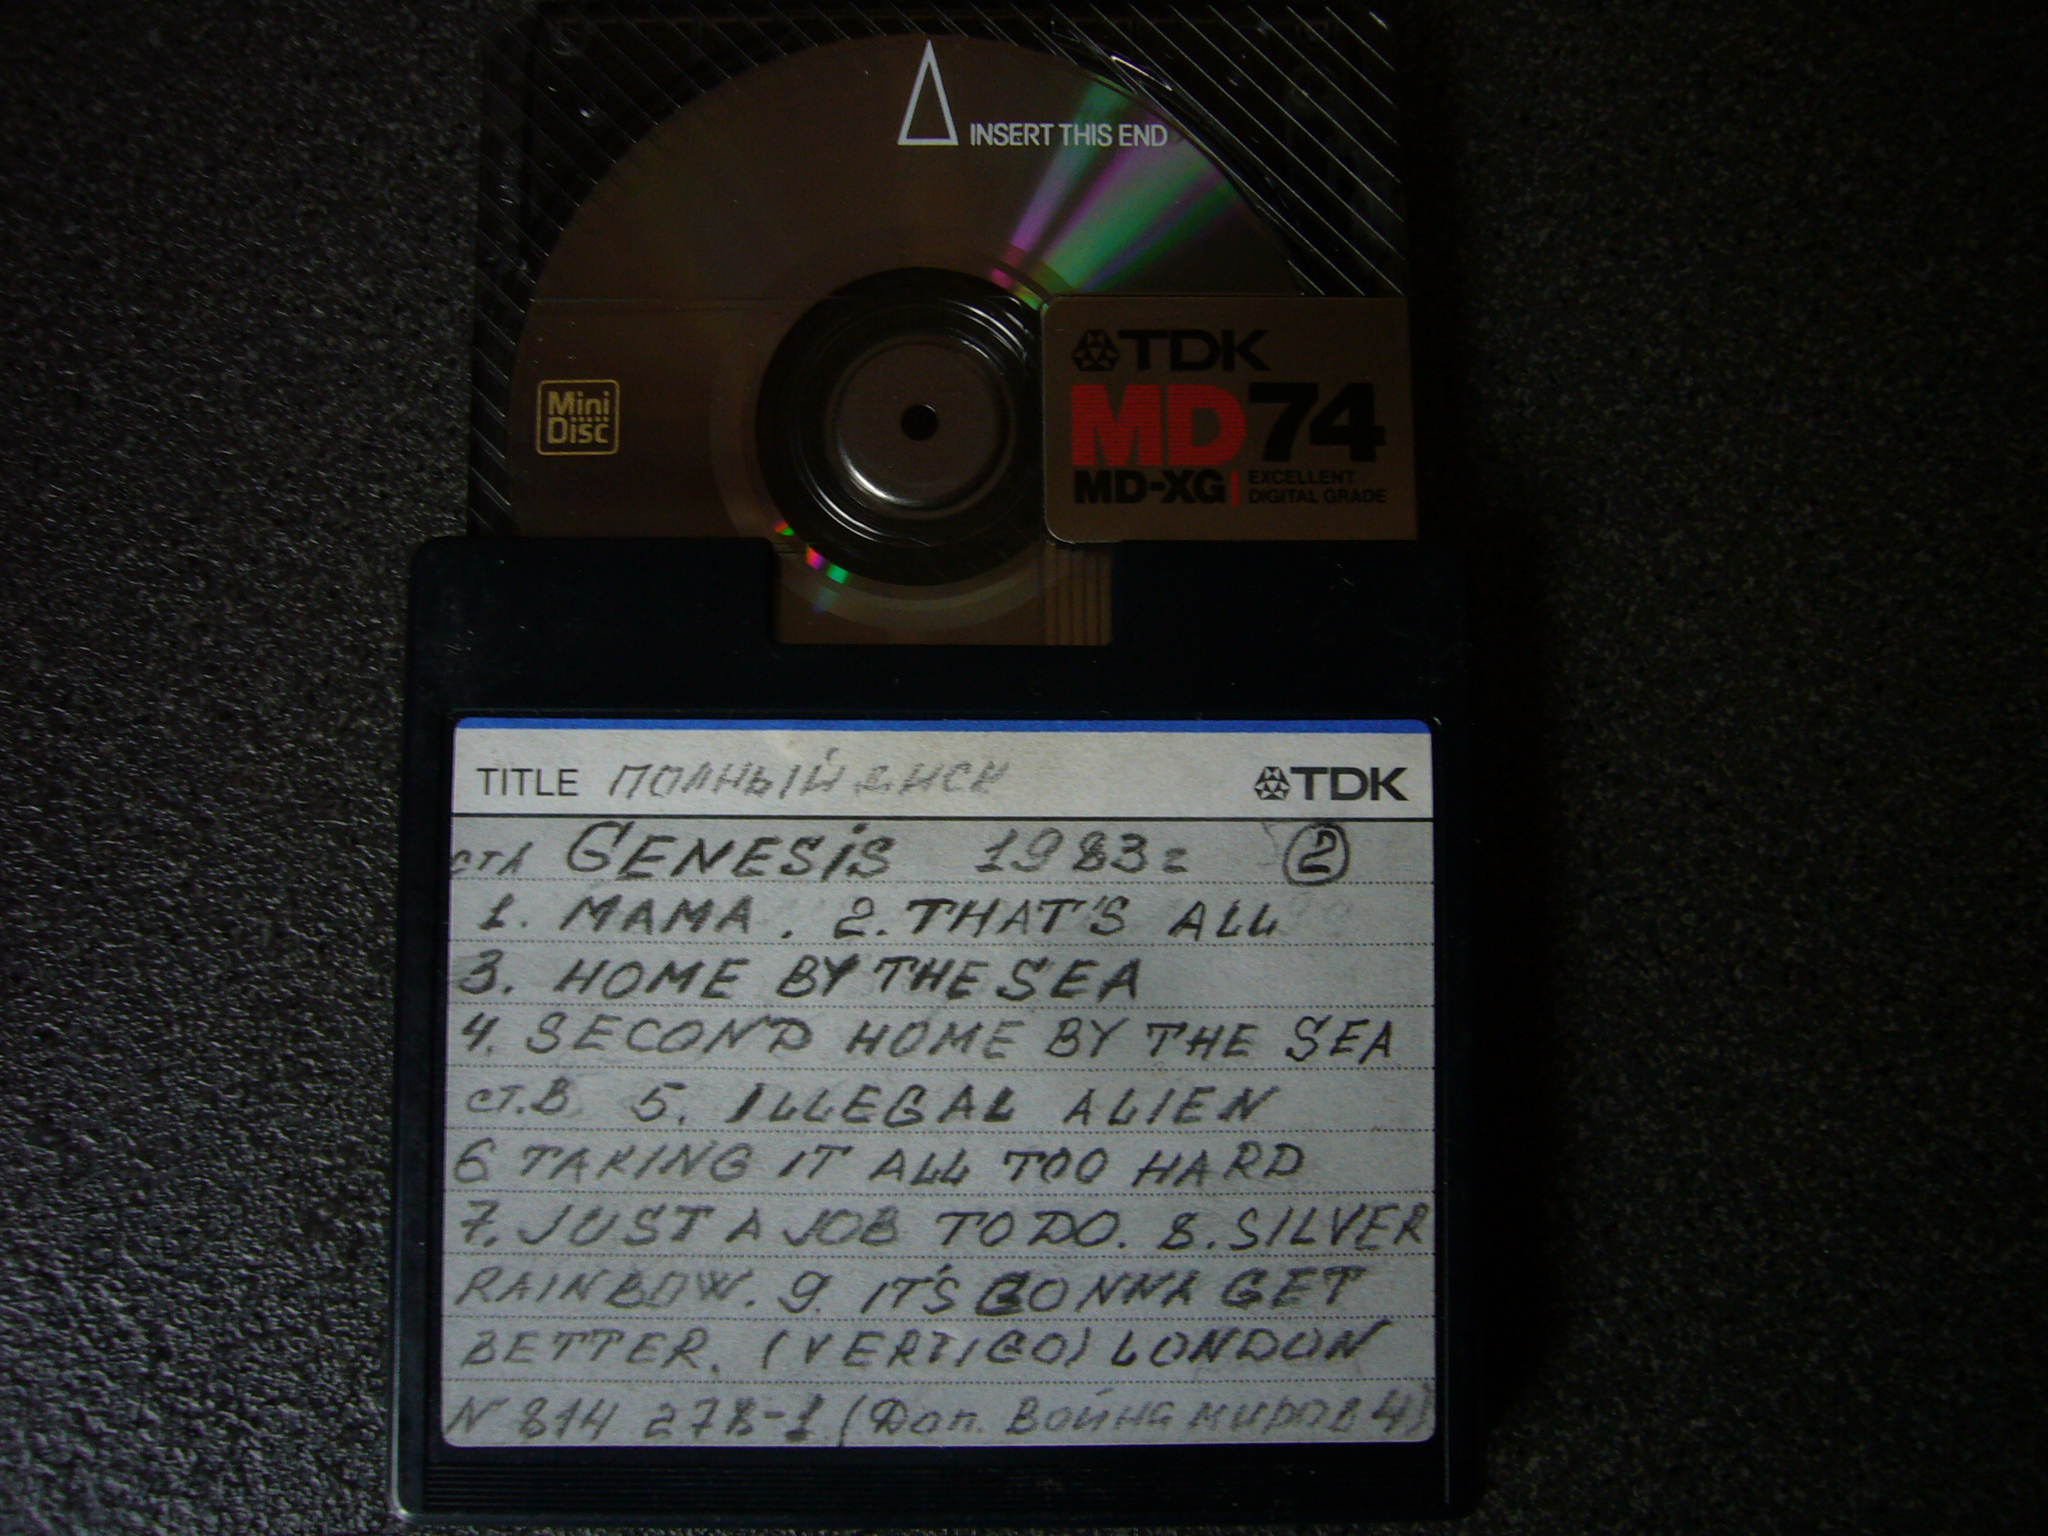 INSERT THIS END
TDK
Mini Disc
MD74
MD-XG EXCELLENT DIGITAL GRADE
TITLE ПОЛНЫЙ ДИСК TDK
СТА GENESIS 1983г 2
1. MAMA. 2. THAT'S ALL
3. HOME BY THE SEA
4. SECOND HOME BY THE SEA
СТ.В 5. ILLEGAL ALIEN
6 TAKING IT ALL TOO HARD
7. JUST A JOB TO DO. 8. SILVER
RAINBOW. 9. IT'S GONNA GET
BETTER. (VERTIGO) LONDON
N 814 278-1 (Доп. Война миров 4)